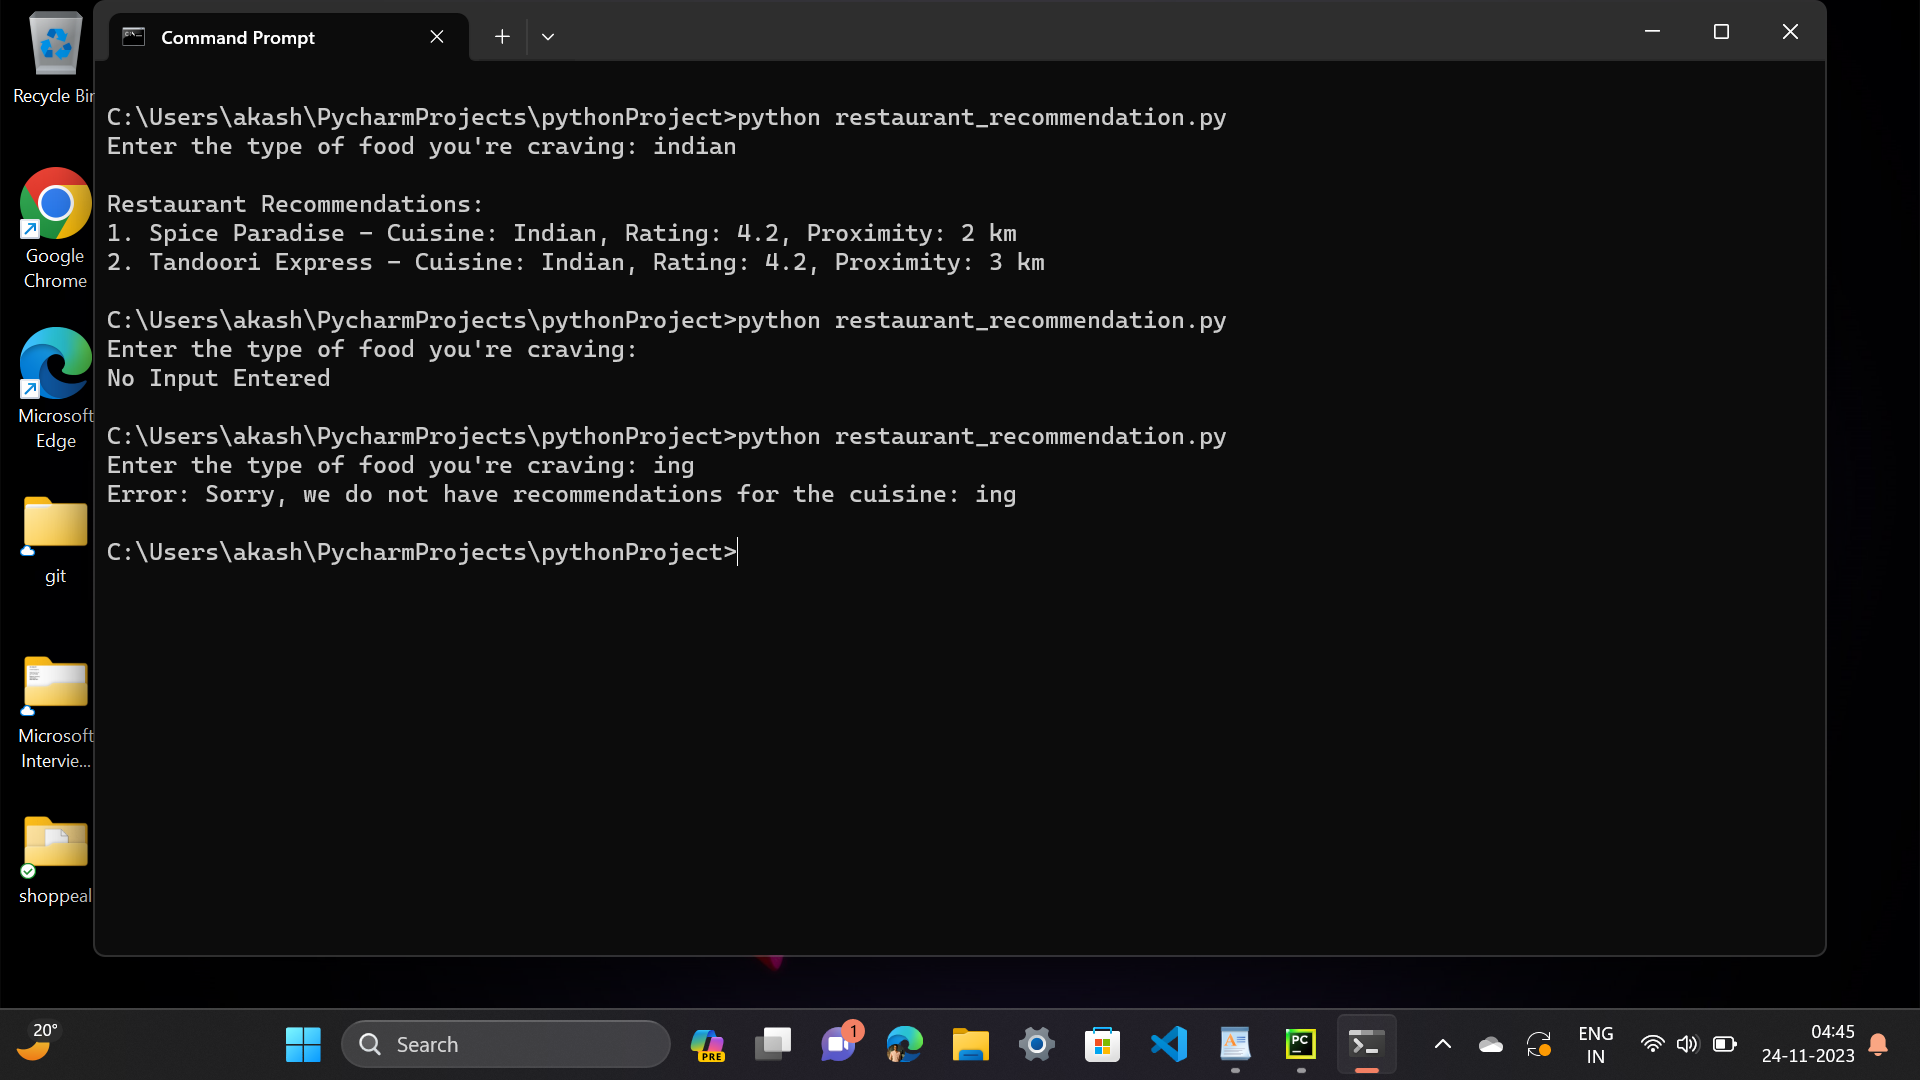 Command Prompt
C:\Users\akash\PycharmProjects\pythonProject>python restaurant_recommendation.py
Enter the type of food you're craving: indian
Restaurant Recommendations:
1. Spice Paradise - Cuisine: Indian, Rating: 4.2, Proximity: 2 km
2. Tandoori Express - Cuisine: Indian, Rating: 4.2, Proximity: 3 km
C:\Users\akash\PycharmProjects\pythonProject>python restaurant_recommendation.py
Enter the type of food you're craving:
No Input Entered
C:\Users\akash\PycharmProjects\pythonProject>python restaurant_recommendation.py
Enter the type of food you're craving: ing
Error: Sorry, we do not have recommendations for the cuisine: ing
C:\Users\akash\PycharmProjects\pythonProject>
Recycle Bin
Google
Chrome
Microsoft
Edge
git
Microsoft
Intervie...
shoppeal
20°
Search
PRE
1
PC
ENG
IN
04:45
24-11-2023